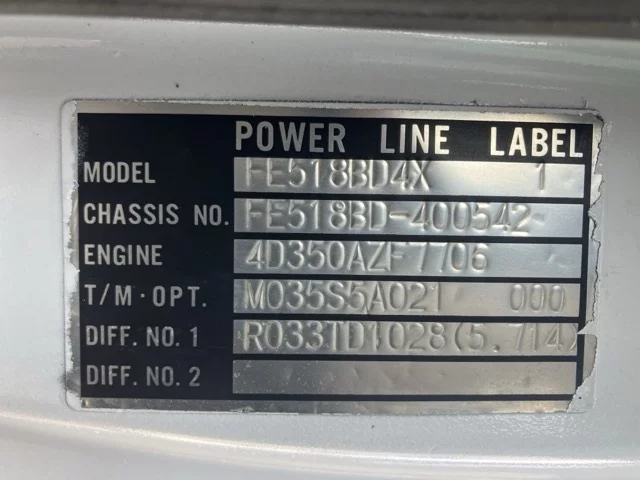 POWER LINE LABEL
MODEL FE518BD4X 1
CHASSIS NO. FE518BD-400542
ENGINE 4D350AZF7706
T/M·OPT. M035S5A021 000
DIFF. NO. 1 R033TD1028(5.714)
DIFF. NO. 2